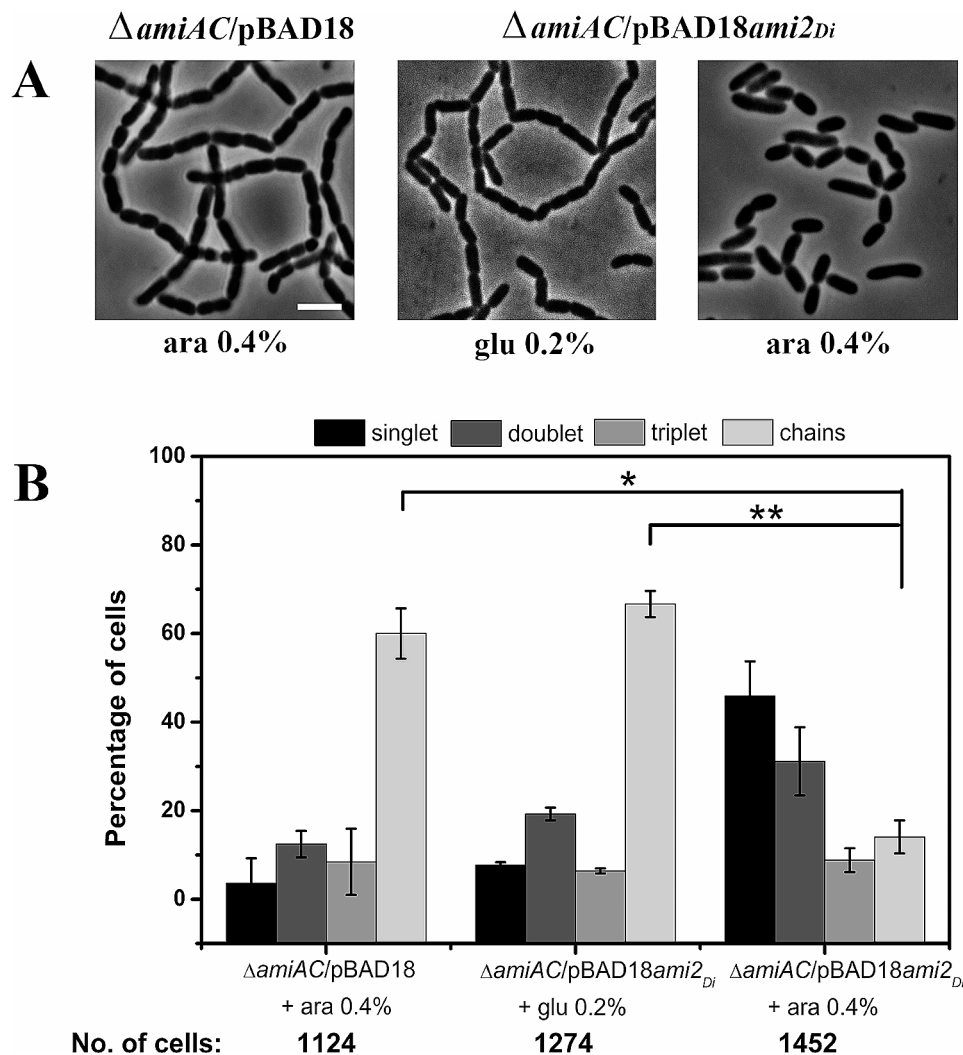 ΔamiAC/pBAD18 ΔamiAC/pBAD18ami2Di
A
ara 0.4% glu 0.2% ara 0.4%
singlet doublet triplet chains
B
100
80
60
40
20
0
Percentage of cells
*
**
ΔamiAC/pBAD18 ΔamiAC/pBAD18ami2Di ΔamiAC/pBAD18ami2Di
+ ara 0.4% + glu 0.2% + ara 0.4%
No. of cells: 1124 1274 1452